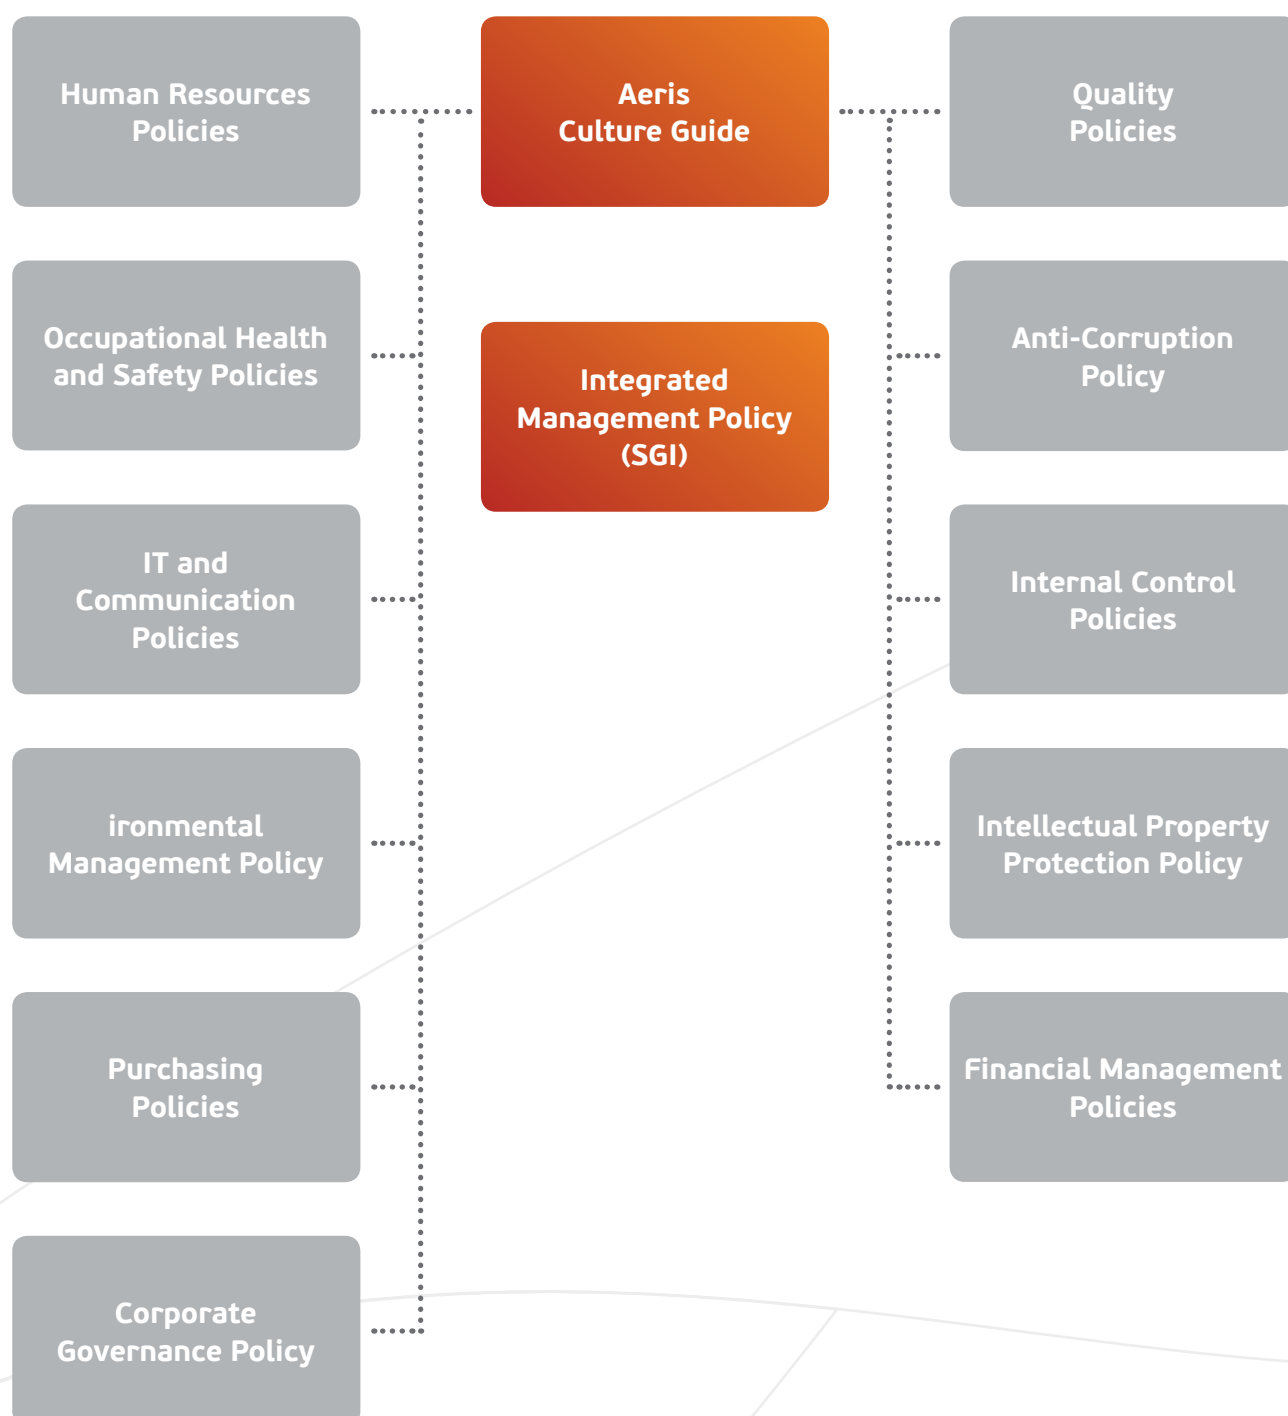 Human Resources
Policies
Aeris
Culture Guide
Quality
Policies
Occupational Health
and Safety Policies
Integrated
Management Policy
(SGI)
Anti-Corruption
Policy
IT and
Communication
Policies
Internal Control
Policies
ironmental
Management Policy
Intellectual Property
Protection Policy
Purchasing
Policies
Financial Management
Policies
Corporate
Governance Policy